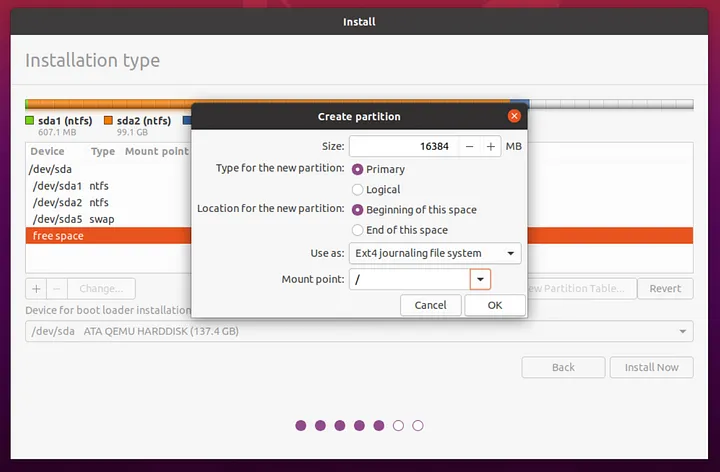 Install
Installation type
sda1 (ntfs) sda2 (ntfs)
607.1 MB 99.1 GB
Device Type Mount point
/dev/sda
/dev/sda1 ntfs
/dev/sda2 ntfs
/dev/sda5 swap
free space
+ − Change... Revert
Device for boot loader installation
/dev/sda ATA QEMU HARDDISK (137.4 GB)
Back Install Now
Create partition
Size: 16384 − + MB
Type for the new partition: Primary
Logical
Location for the new partition: Beginning of this space
End of this space
Use as: Ext4 journaling file system
Mount point: /
Cancel OK
Partition Table...